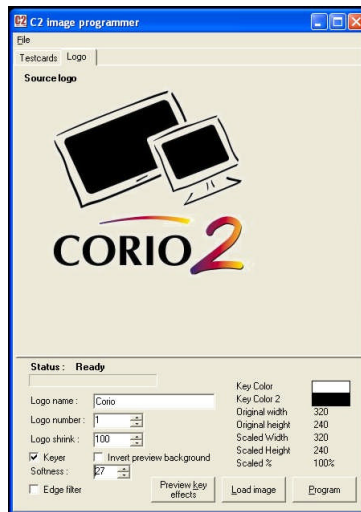 C2 C2 image programmer
File
Testcards Logo
Source logo
CORIO2
Status : Ready
Logo name : Corio
Logo number : 1
Logo shrink : 100
Keyer Invert preview background
Softness : 27
Edge filter
Key Color
Key Color 2
Original width 320
Original height 240
Scaled Width 320
Scaled Height 240
Scaled % 100%
Preview key effects
Load image
Program